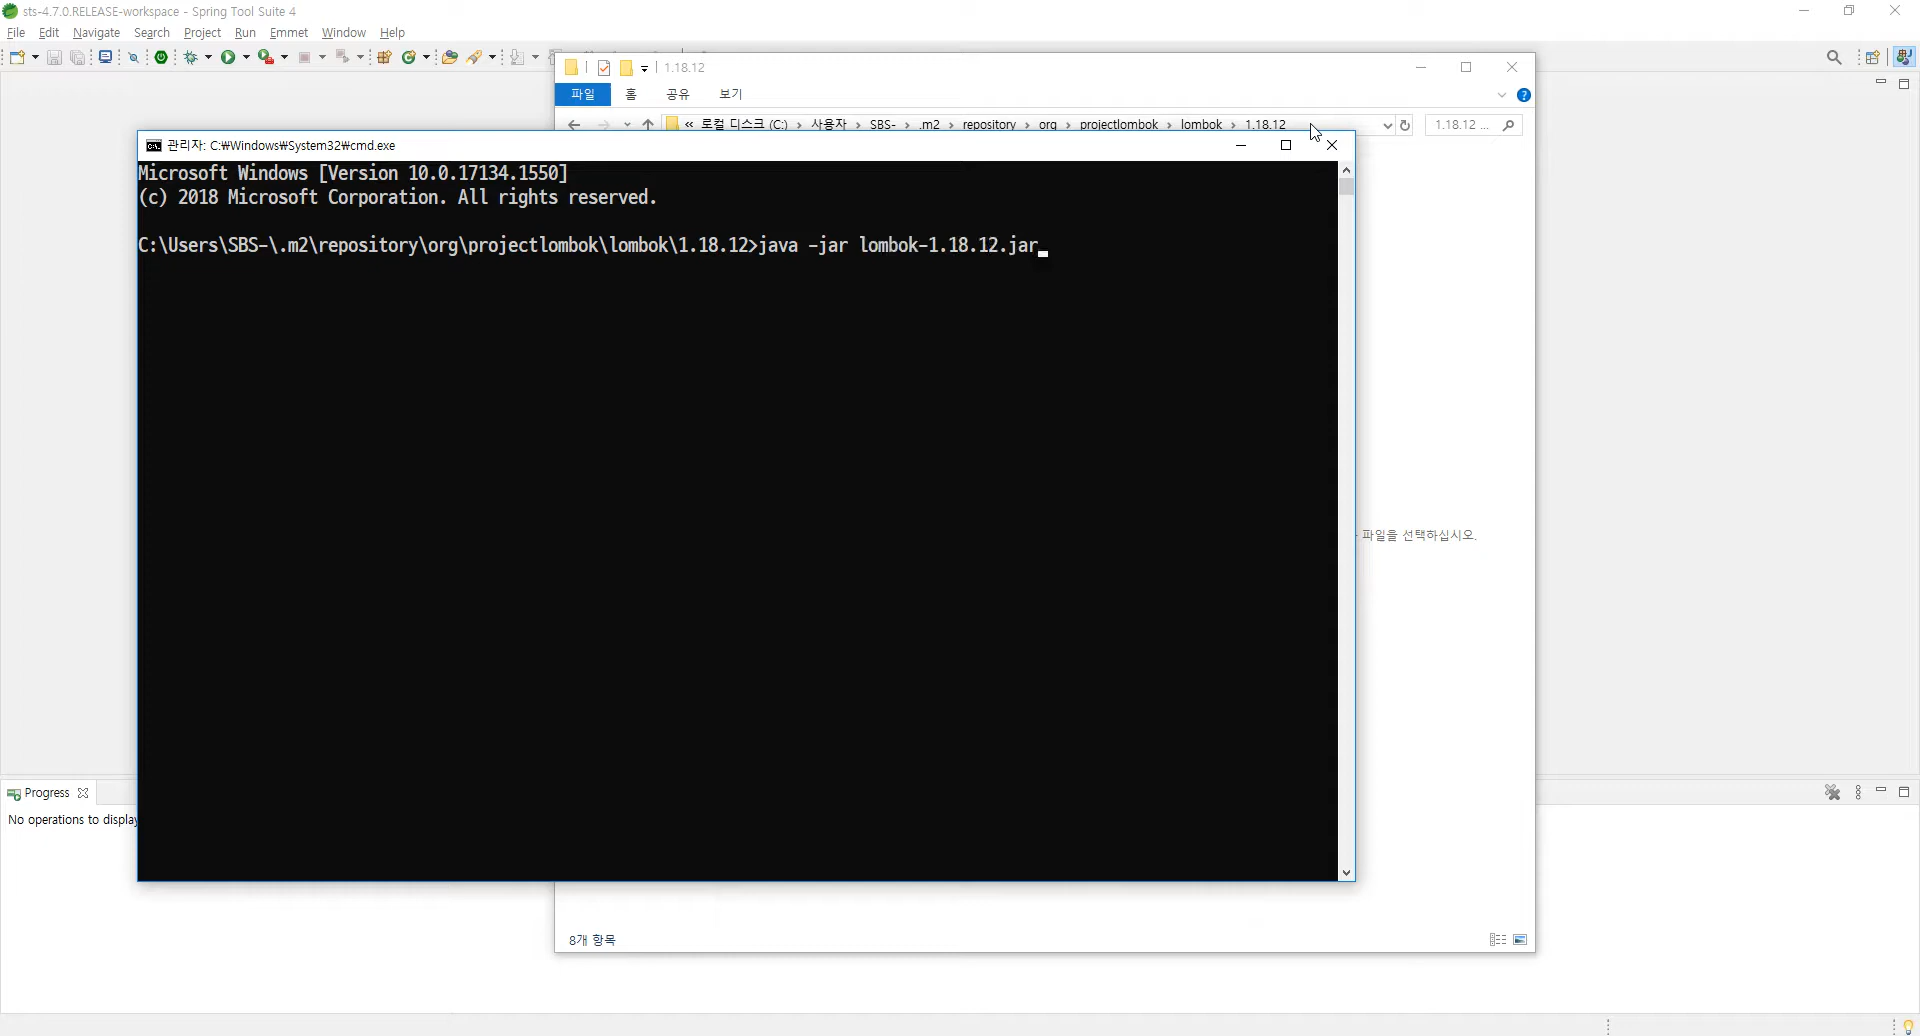 sts-4.7.0.RELEASE-workspace - Spring Tool Suite 4
File Edit Navigate Search Project Run Emmet Window Help
1.18.12
파일 홈 공유 보기
« 로컬 디스크 (C:) › 사용자 › SBS- › .m2 › repository › org › projectlombok › lombok › 1.18.12
1.18.12 ...
관리자: C:₩Windows₩System32₩cmd.exe
Microsoft Windows [Version 10.0.17134.1550]
(c) 2018 Microsoft Corporation. All rights reserved.
C:\Users\SBS-\.m2\repository\org\projectlombok\lombok\1.18.12>java -jar lombok-1.18.12.jar
파일을 선택하십시오.
Progress
No operations to display
8개 항목